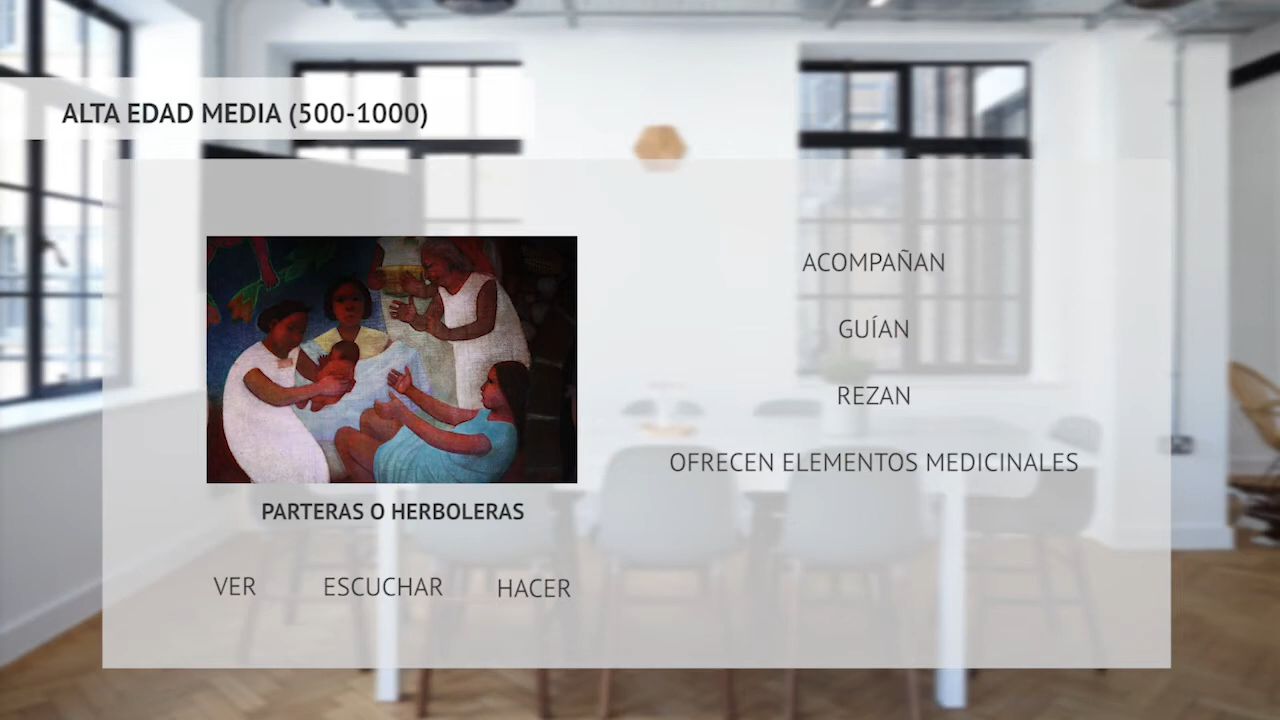 ALTA EDAD MEDIA (500-1000)
ACOMPAÑAN
GUÍAN
REZAN
OFRECEN ELEMENTOS MEDICINALES
PARTERAS O HERBOLERAS
VER ESCUCHAR HACER